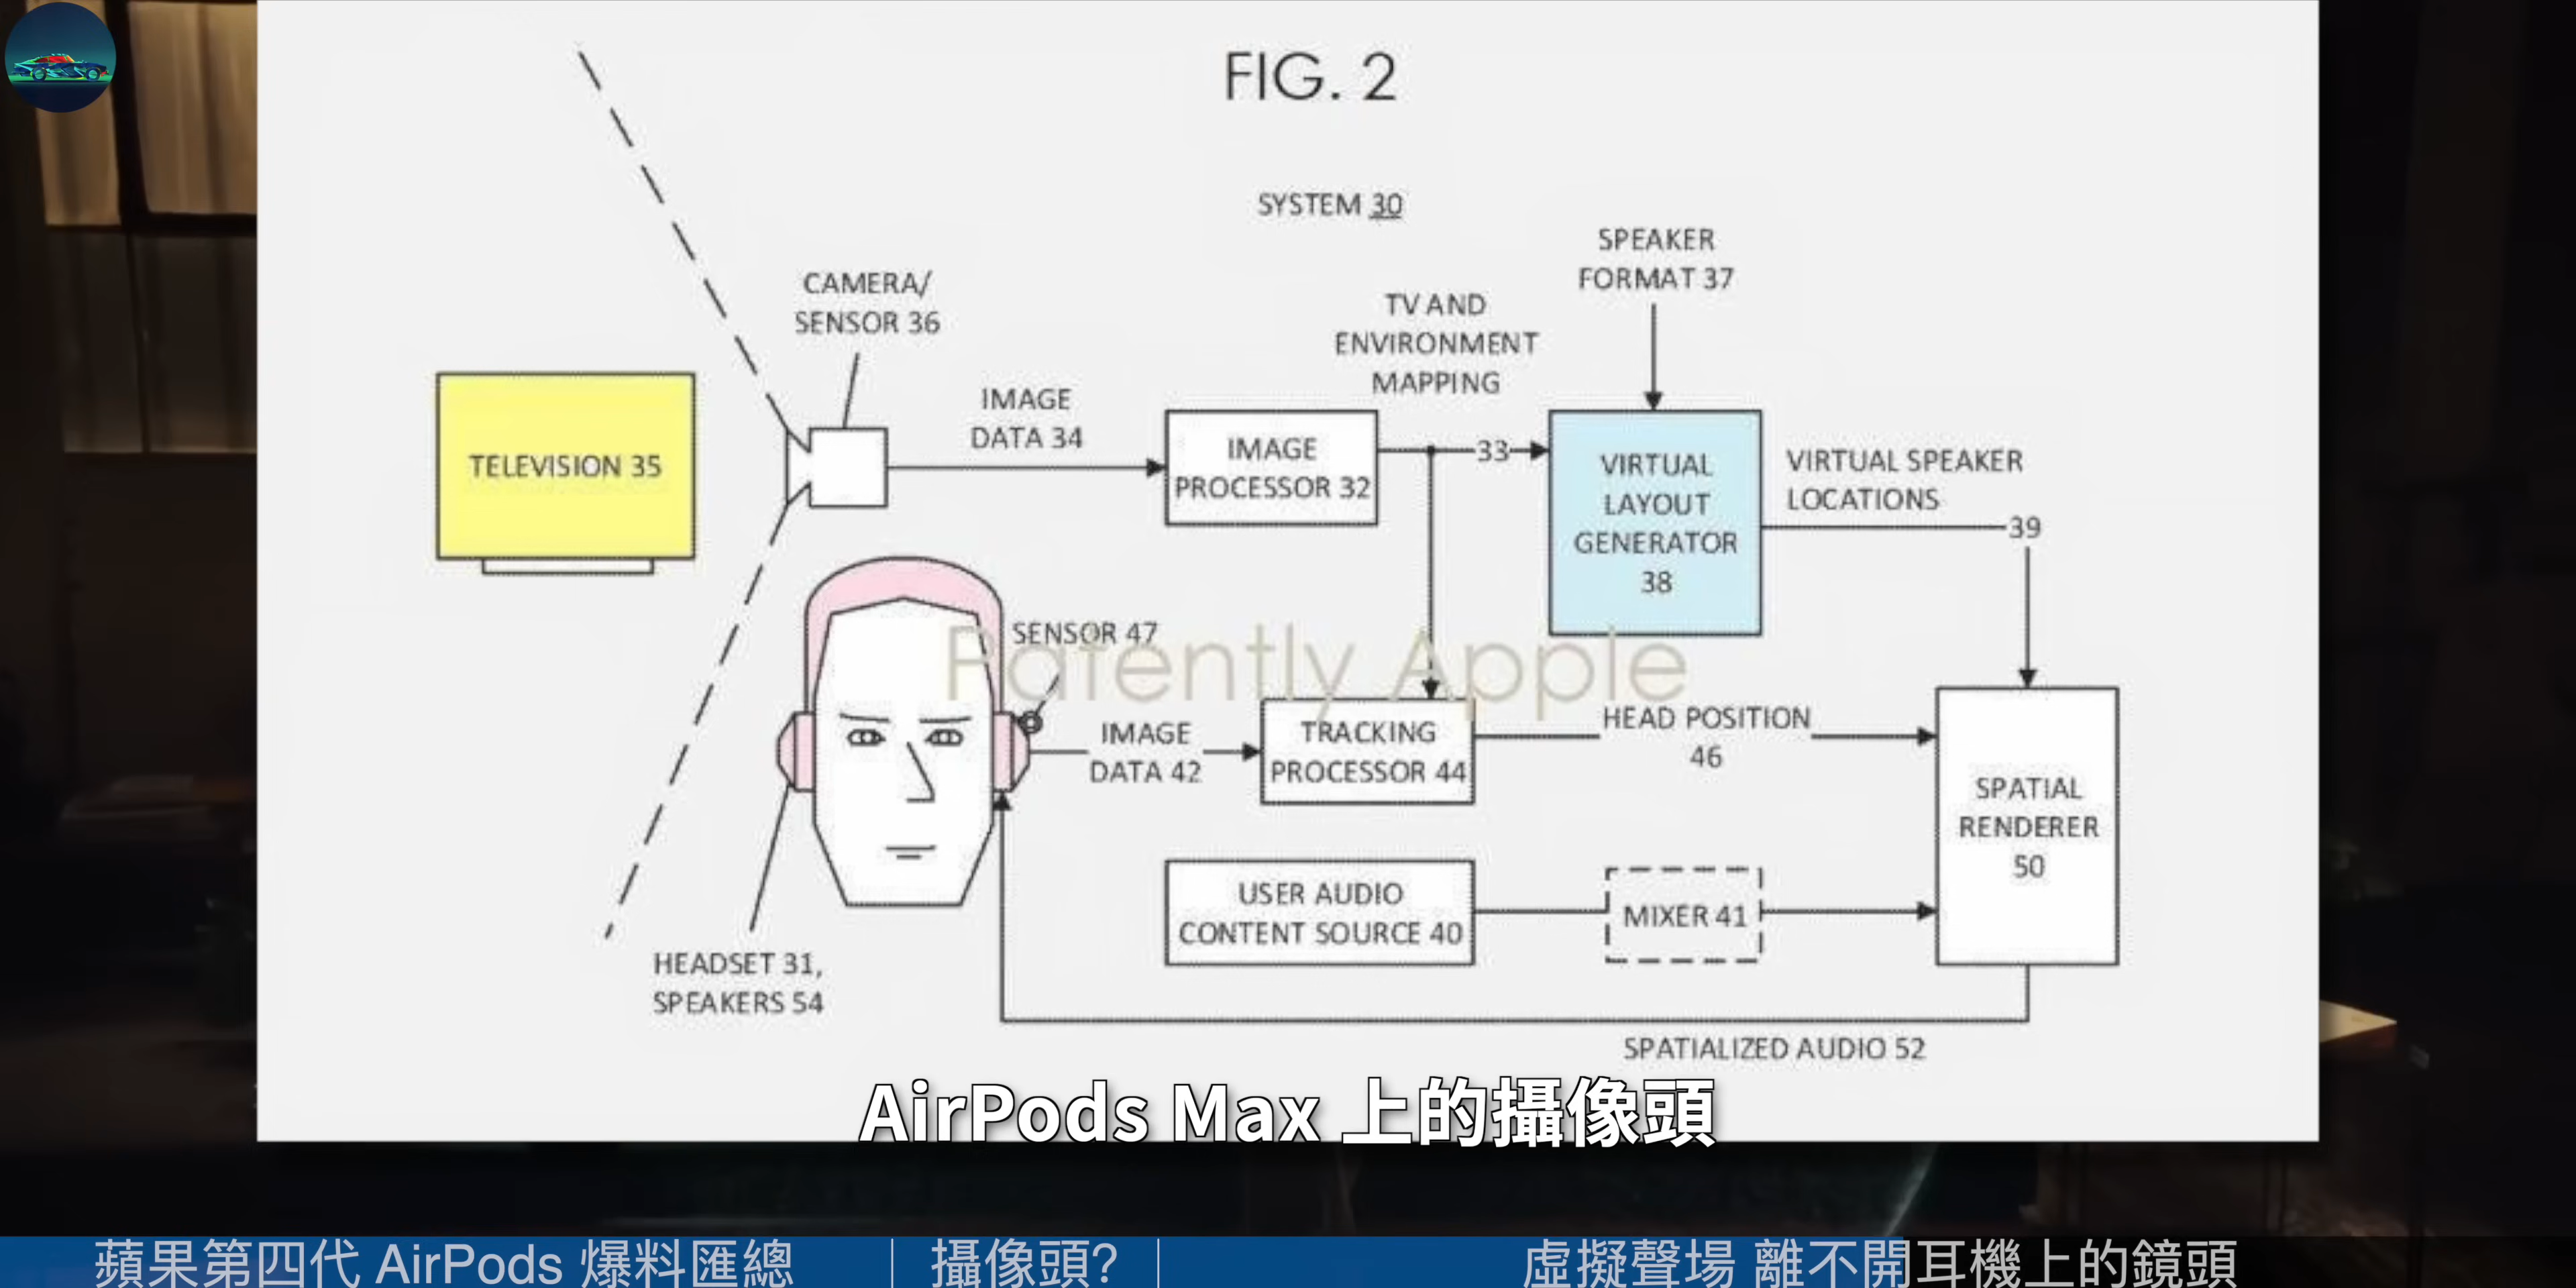 FIG. 2
SYSTEM 30
SPEAKER
FORMAT 37
CAMERA/
SENSOR 36
TV AND
ENVIRONMENT
MAPPING
IMAGE
DATA 34
TELEVISION 35
IMAGE
PROCESSOR 32
33
VIRTUAL
LAYOUT
GENERATOR
38
VIRTUAL SPEAKER
LOCATIONS
39
SENSOR 47
Patently Apple
IMAGE
DATA 42
TRACKING
PROCESSOR 44
HEAD POSITION
46
SPATIAL
RENDERER
50
USER AUDIO
CONTENT SOURCE 40
MIXER 41
HEADSET 31,
SPEAKERS 54
SPATIALIZED AUDIO 52
AirPods Max 上的攝像頭
蘋果第四代 AirPods 爆料匯總
攝像頭?
虛擬聲場 離不開耳機上的鏡頭